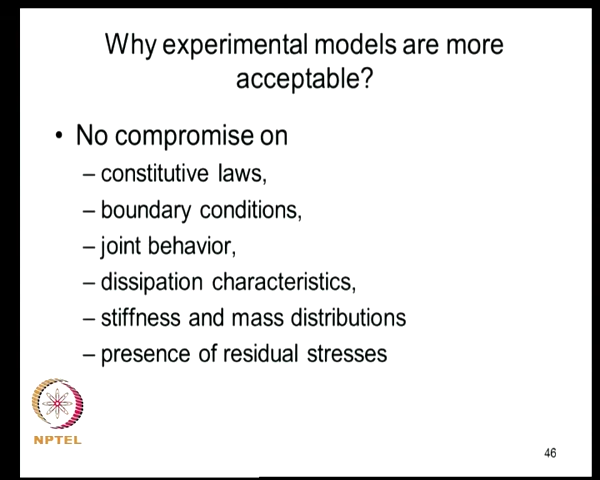 Why experimental models are more
acceptable?
• No compromise on
– constitutive laws,
– boundary conditions,
– joint behavior,
– dissipation characteristics,
– stiffness and mass distributions
– presence of residual stresses
NPTEL
46